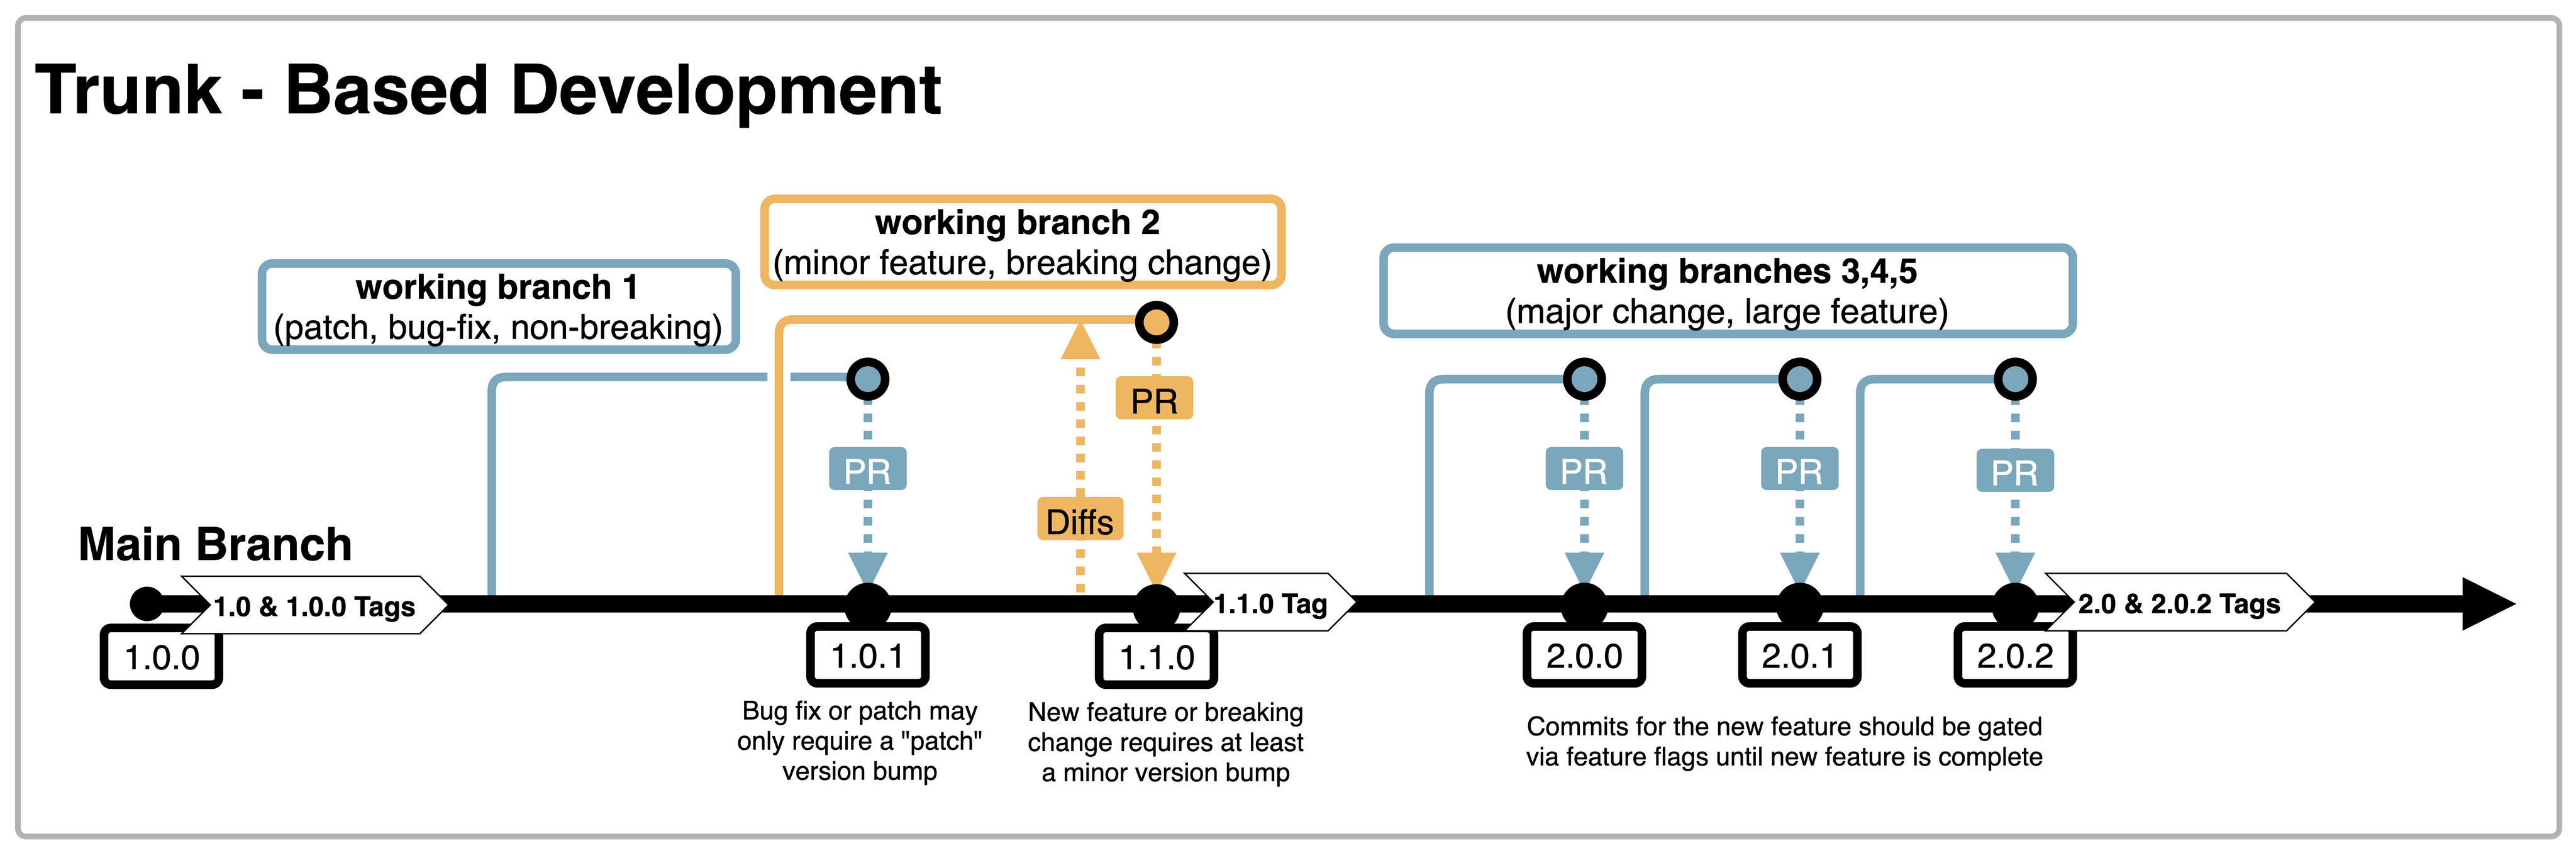 Trunk - Based Development
working branch 1
(patch, bug-fix, non-breaking)
working branch 2
(minor feature, breaking change)
working branches 3,4,5
(major change, large feature)
PR
Diffs
PR
PR
PR
PR
Main Branch
1.0 & 1.0.0 Tags
1.1.0 Tag
2.0 & 2.0.2 Tags
1.0.0
1.0.1
1.1.0
2.0.0
2.0.1
2.0.2
Bug fix or patch may
only require a "patch"
version bump
New feature or breaking
change requires at least
a minor version bump
Commits for the new feature should be gated
via feature flags until new feature is complete